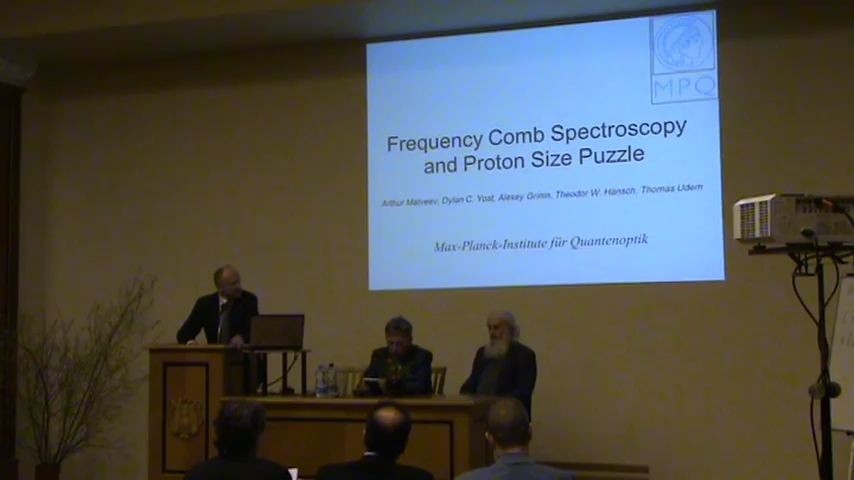 MPQ
Frequency Comb Spectroscopy
and Proton Size Puzzle
Arthur Matveev, Dylan C. Yost, Alexey Grinin, Theodor W. Hänsch, Thomas Udem
Max-Planck-Institute für Quantenoptik